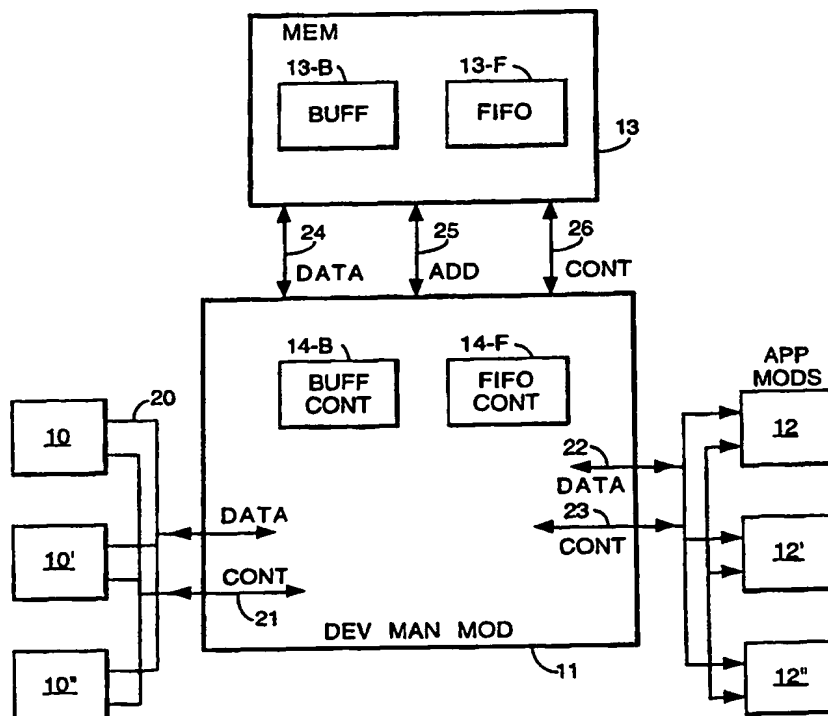 MEM
13-B
13-F
BUFF
FIFO
13
24
25
26
DATA
ADD
CONT
14-B
14-F
BUFF
CONT
FIFO
CONT
APP
MODS
20
10
12
22
DATA
23
CONT
DATA
10'
12'
CONT
21
DEV MAN MOD
11
10"
12"